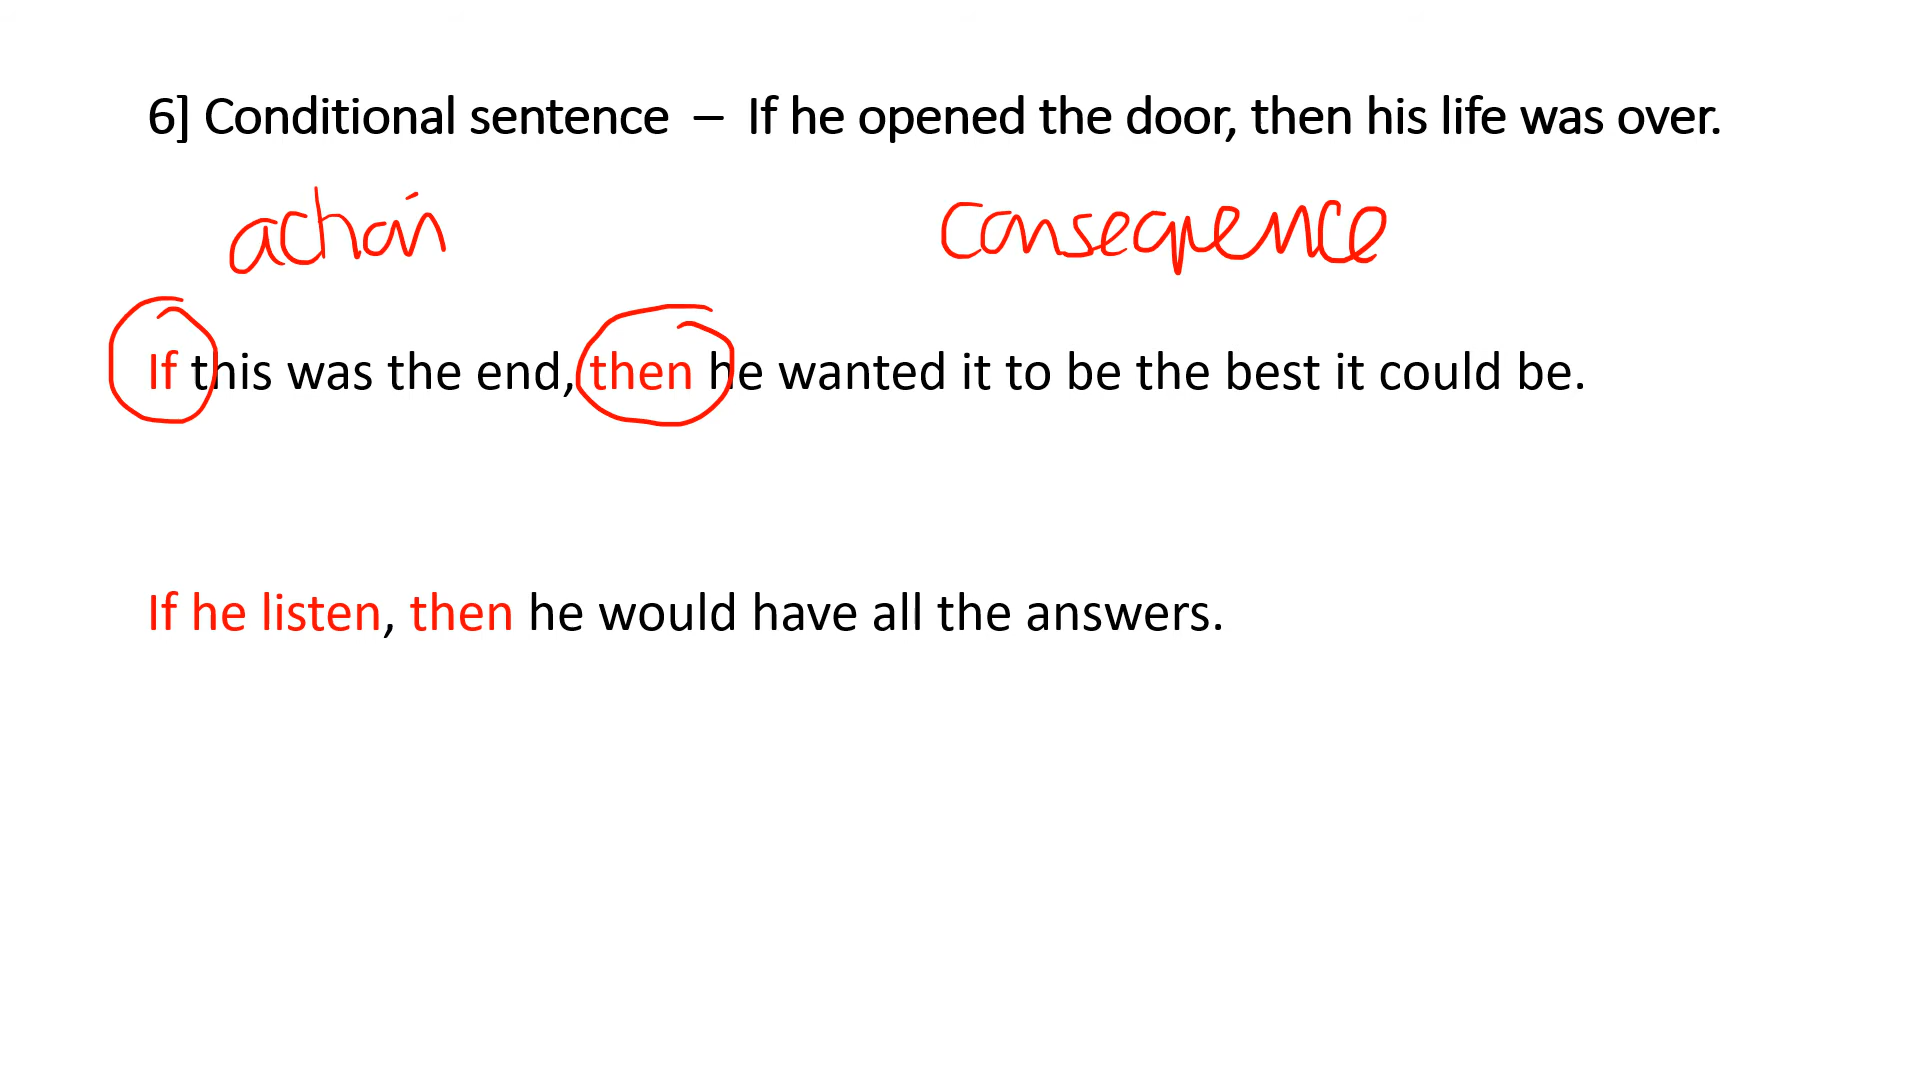 6] Conditional sentence – If he opened the door, then his life was over.
action consequence
If this was the end, then he wanted it to be the best it could be.
If he listen, then he would have all the answers.